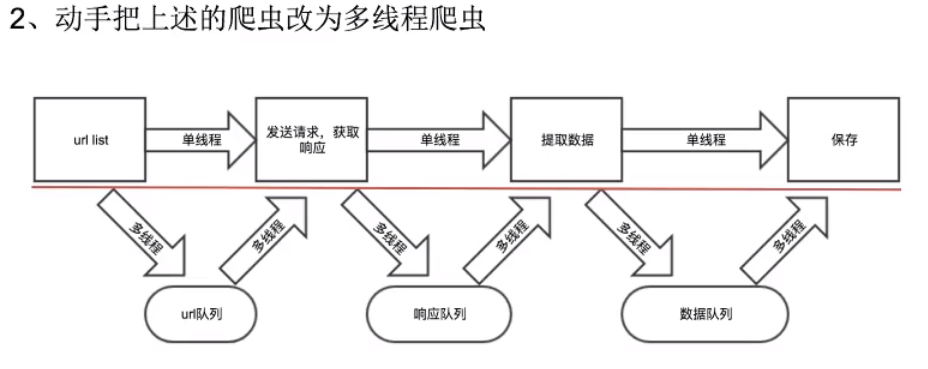 2、动手把上述的爬虫改为多线程爬虫
url list
单线程
发送请求，获取
响应
单线程
提取数据
单线程
保存
多线程
多线程
多线程
多线程
多线程
多线程
url队列
响应队列
数据队列